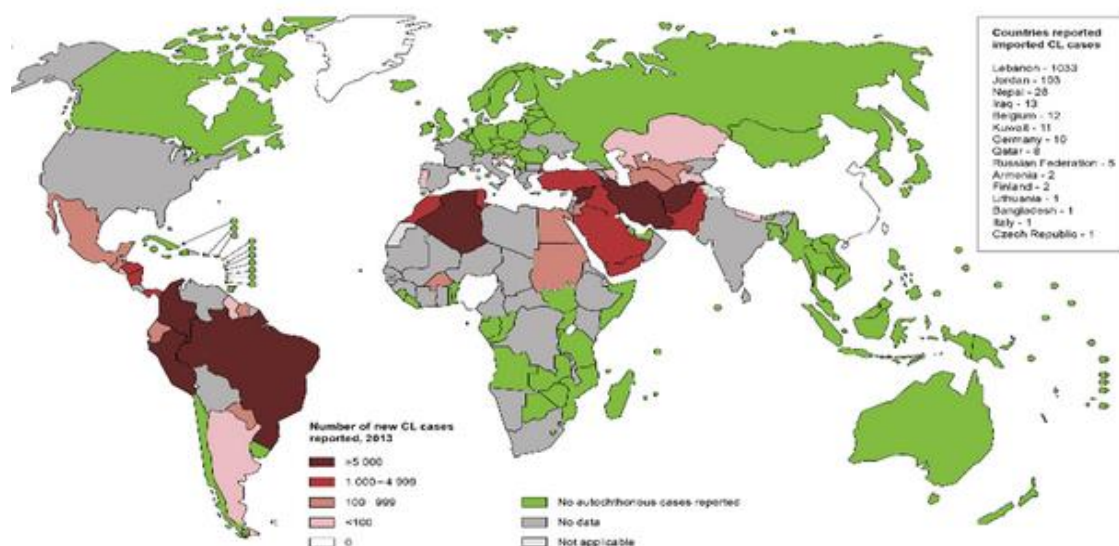 Countries reported
imported CL cases
Lebanon - 1033
Jordan - 103
Nepal - 28
Iraq - 13
Belgium - 12
Kuwait - 11
Germany - 10
Qatar - 8
Russian Federation - 5
Armenia - 2
Finland - 2
Lithuania - 1
Bangladesh - 1
Italy - 1
Czech Republic - 1
Number of new CL cases
reported, 2013
>5 000
1 000 - 4 999
100 - 999
<100
0
No autochthonous cases reported
No data
Not applicable